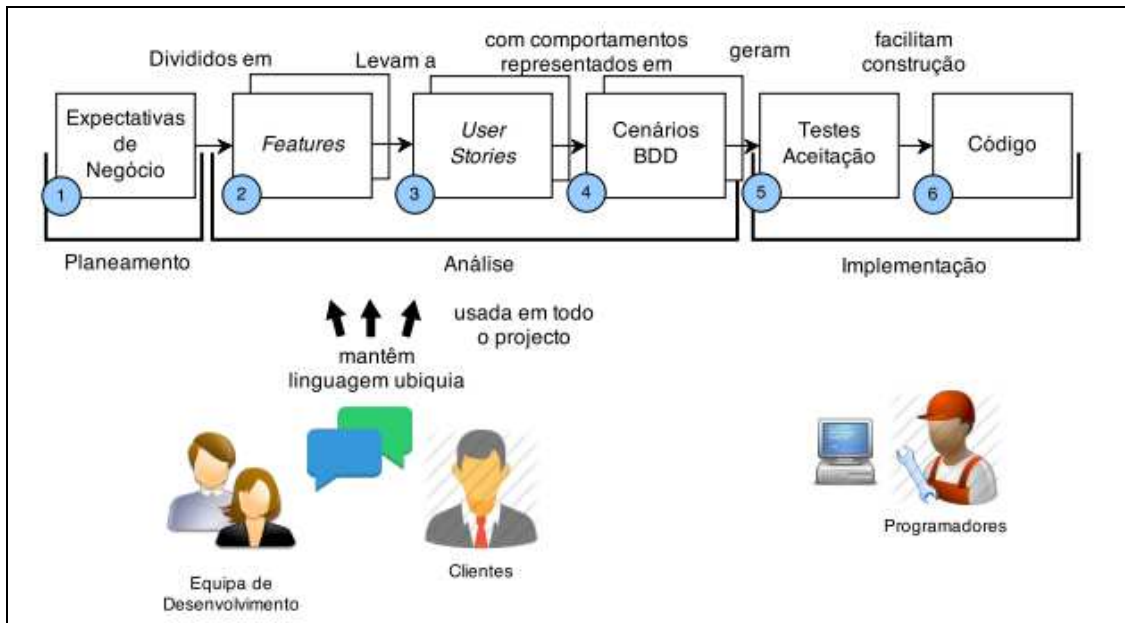 Divididos em
Levam a
com comportamentos
representados em
geram
facilitam
construção
Expectativas
de
Negócio
Features
User
Stories
Cenários
BDD
Testes
Aceitação
Código
1
2
3
4
5
6
Planeamento
Análise
Implementação
usada em todo
o projecto
mantêm
linguagem ubiquia
Equipa de
Desenvolvimento
Clientes
Programadores